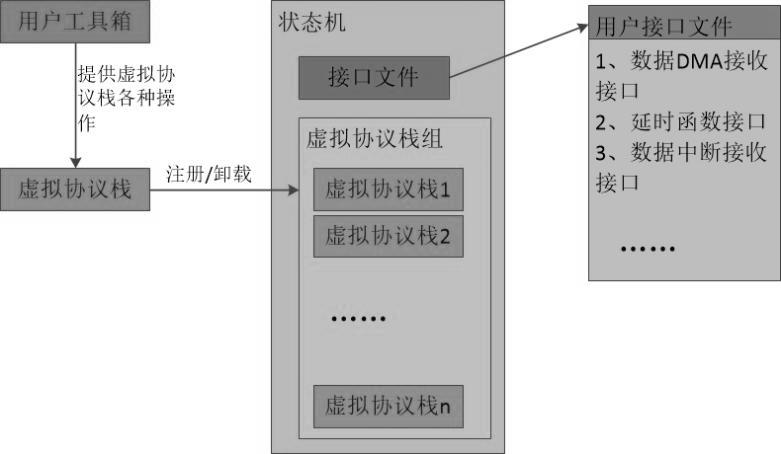 用户工具箱
提供虚拟协
议栈各种操
作
虚拟协议栈
注册/卸载
状态机
接口文件
虚拟协议栈组
虚拟协议栈1
虚拟协议栈2
……
虚拟协议栈n
用户接口文件
1、数据DMA接收
接口
2、延时函数接口
3、数据中断接收
接口
……